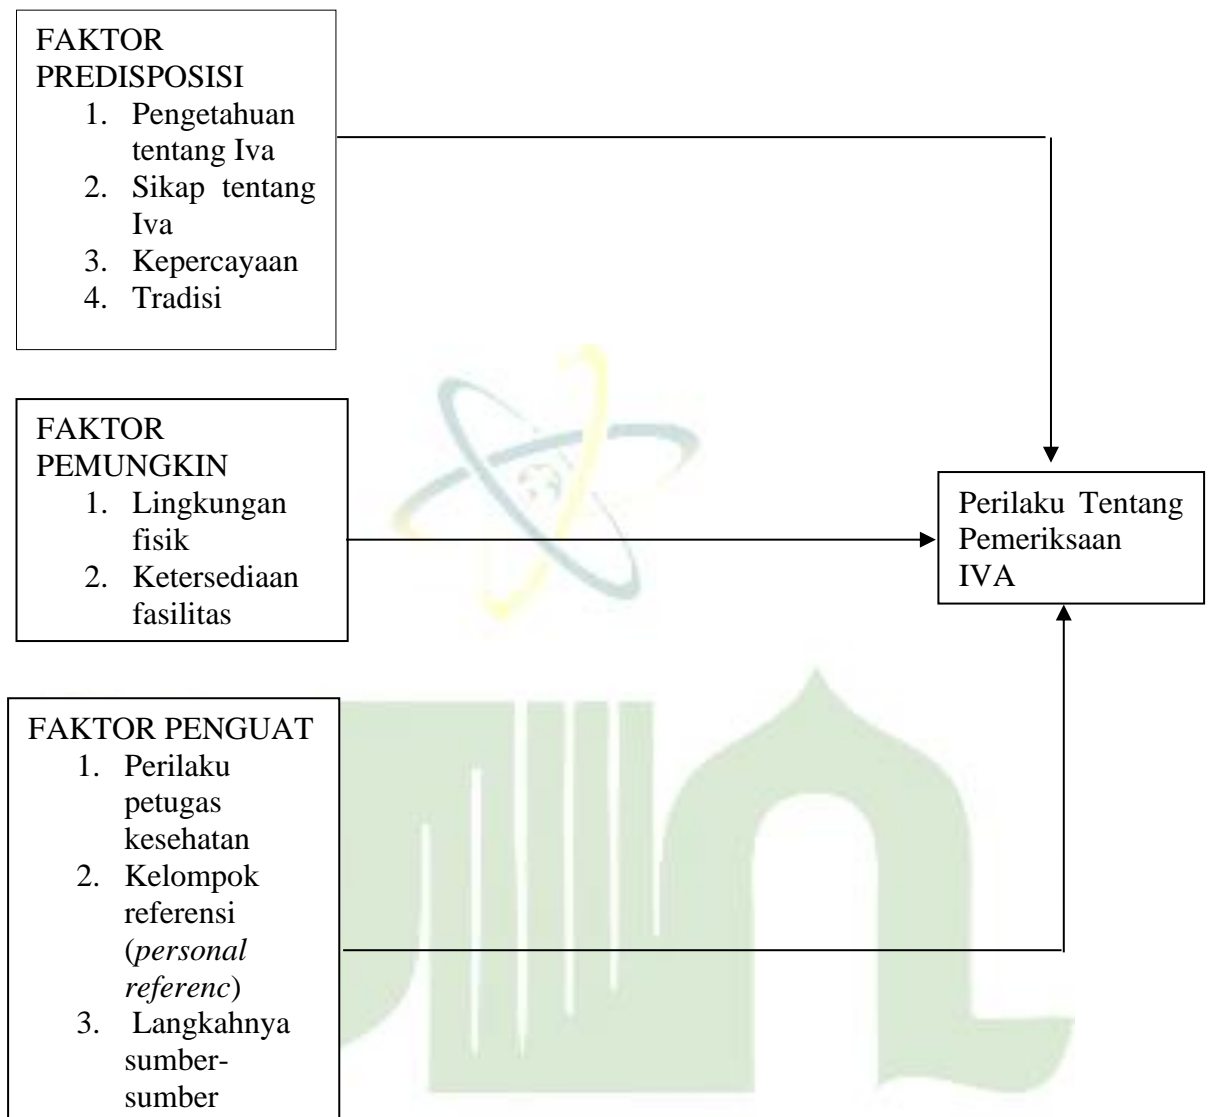 FAKTOR
PREDISPOSISI
1. Pengetahuan
tentang Iva
2. Sikap tentang
Iva
3. Kepercayaan
4. Tradisi
FAKTOR
PEMUNGKIN
1. Lingkungan
fisik
2. Ketersediaan
fasilitas
Perilaku Tentang
Pemeriksaan
IVA
FAKTOR PENGUAT
1. Perilaku
petugas
kesehatan
2. Kelompok
referensi
(personal
referenc)
3. Langkahnya
sumber-
sumber